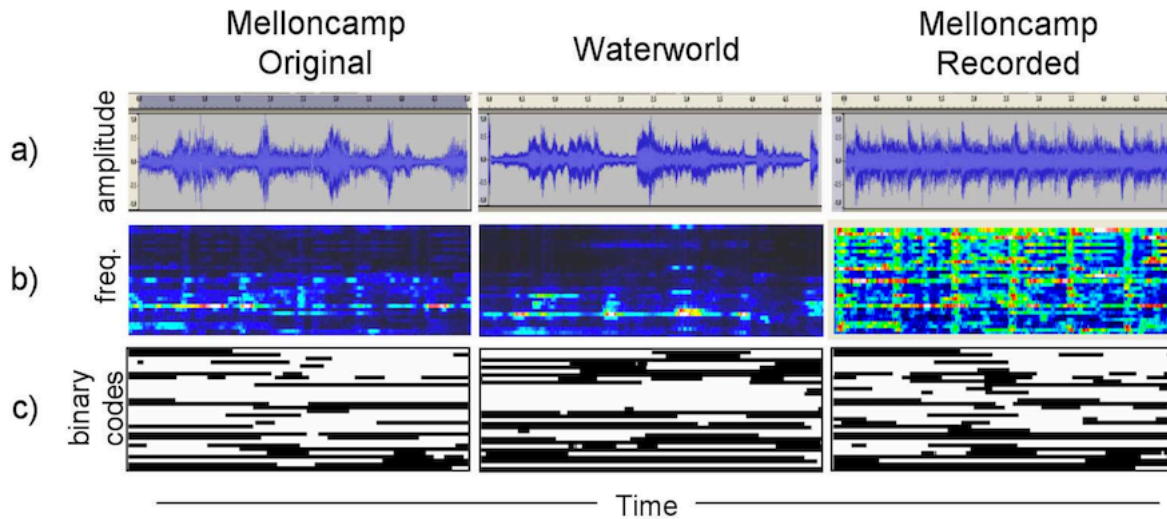 Melloncamp
Original
Waterworld
Melloncamp
Recorded
a)
amplitude
b)
freq.
c)
binary
codes
Time